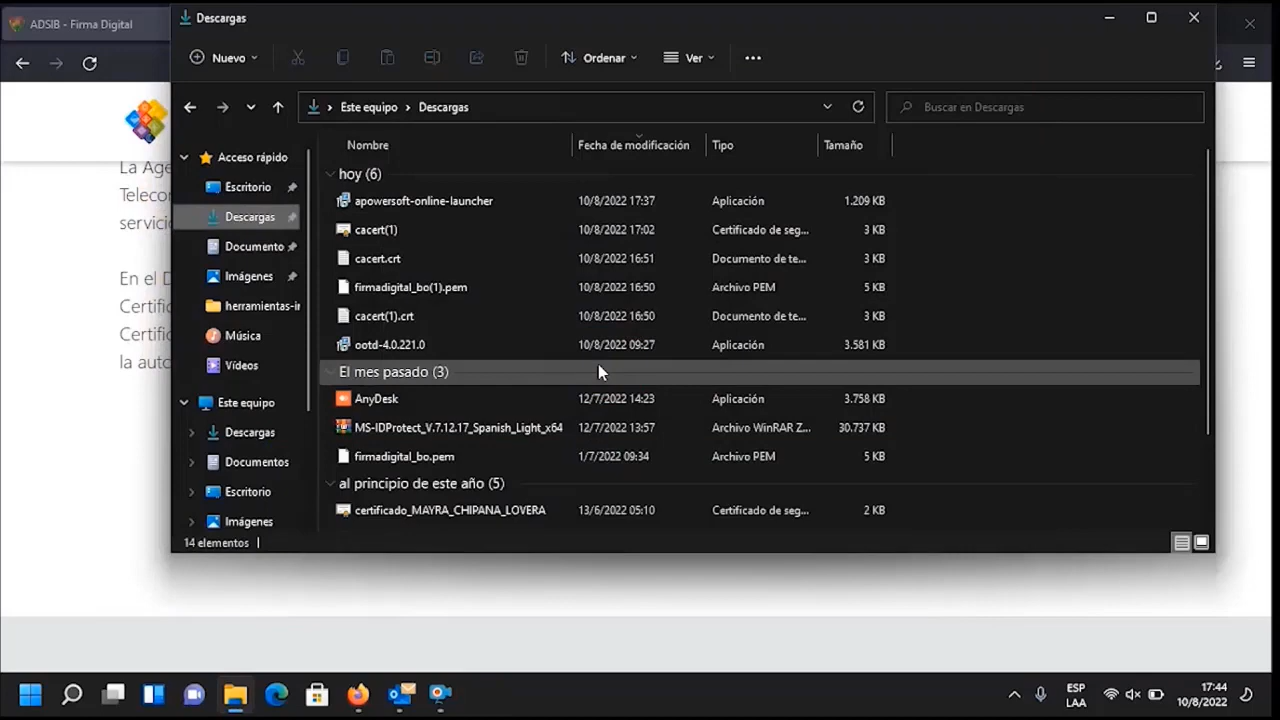 ADSIB - Firma Digital
Descargas
Nuevo
Ordenar
Ver
Este equipo > Descargas
Buscar en Descargas
La Age
Telecon
servicio
En el D
Certific
Certific
la auto
Acceso rápido
Escritorio
Descargas
Documento
Imágenes
herramientas-ir
Música
Vídeos
Este equipo
Descargas
Documentos
Escritorio
Imágenes
Nombre Fecha de modificación Tipo Tamaño
hoy (6)
apowersoft-online-launcher 10/8/2022 17:37 Aplicación 1.209 KB
cacert(1) 10/8/2022 17:02 Certificado de seg... 3 KB
cacert.crt 10/8/2022 16:51 Documento de te... 3 KB
firmadigital_bo(1).pem 10/8/2022 16:50 Archivo PEM 5 KB
cacert(1).crt 10/8/2022 16:50 Documento de te... 3 KB
ootd-4.0.221.0 10/8/2022 09:27 Aplicación 3.581 KB
El mes pasado (3)
AnyDesk 12/7/2022 14:23 Aplicación 3.758 KB
MS-IDProtect_V.7.12.17_Spanish_Light_x64 12/7/2022 13:57 Archivo WinRAR Z... 30.737 KB
firmadigital_bo.pem 1/7/2022 09:34 Archivo PEM 5 KB
al principio de este año (5)
certificado_MAYRA_CHIPANA_LOVERA 13/6/2022 05:10 Certificado de seg... 2 KB
14 elementos
ESP
LAA
17:44
10/8/2022